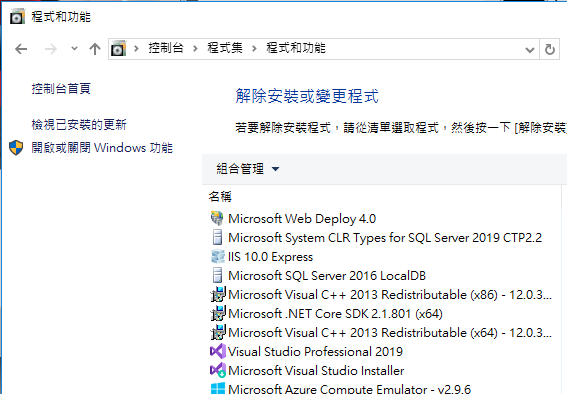 程式和功能
控制台 程式集 程式和功能
控制台首頁
檢視已安裝的更新
開啟或關閉 Windows 功能
解除安裝或變更程式
若要解除安裝程式，請從清單選取程式，然後按一下 [解除安裝
組合管理
名稱
Microsoft Web Deploy 4.0
Microsoft System CLR Types for SQL Server 2019 CTP2.2
IIS 10.0 Express
Microsoft SQL Server 2016 LocalDB
Microsoft Visual C++ 2013 Redistributable (x86) - 12.0.3...
Microsoft .NET Core SDK 2.1.801 (x64)
Microsoft Visual C++ 2013 Redistributable (x64) - 12.0.3...
Visual Studio Professional 2019
Microsoft Visual Studio Installer
Microsoft Azure Compute Emulator - v2.9.6